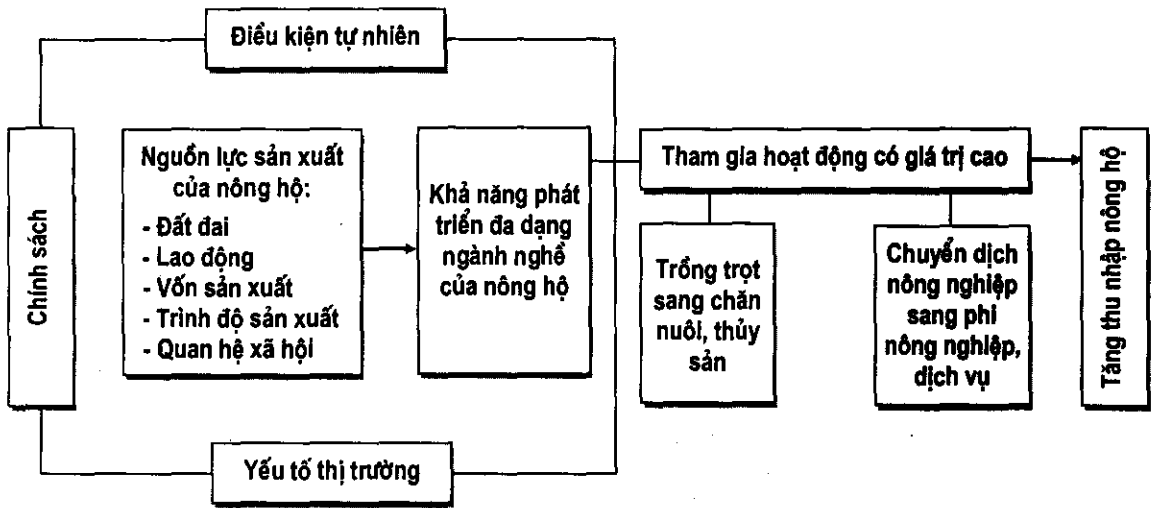 Điều kiện tự nhiên
Chính sách
Nguồn lực sản xuất
của nông hộ:
- Đất đai
- Lao động
- Vốn sản xuất
- Trình độ sản xuất
- Quan hệ xã hội
Khả năng phát
triển đa dạng
ngành nghề
của nông hộ
Yếu tố thị trường
Tham gia hoạt động có giá trị cao
Trồng trọt
sang chăn
nuôi, thủy
sản
Chuyển dịch
nông nghiệp
sang phi
nông nghiệp,
dịch vụ
Tăng thu nhập nông hộ